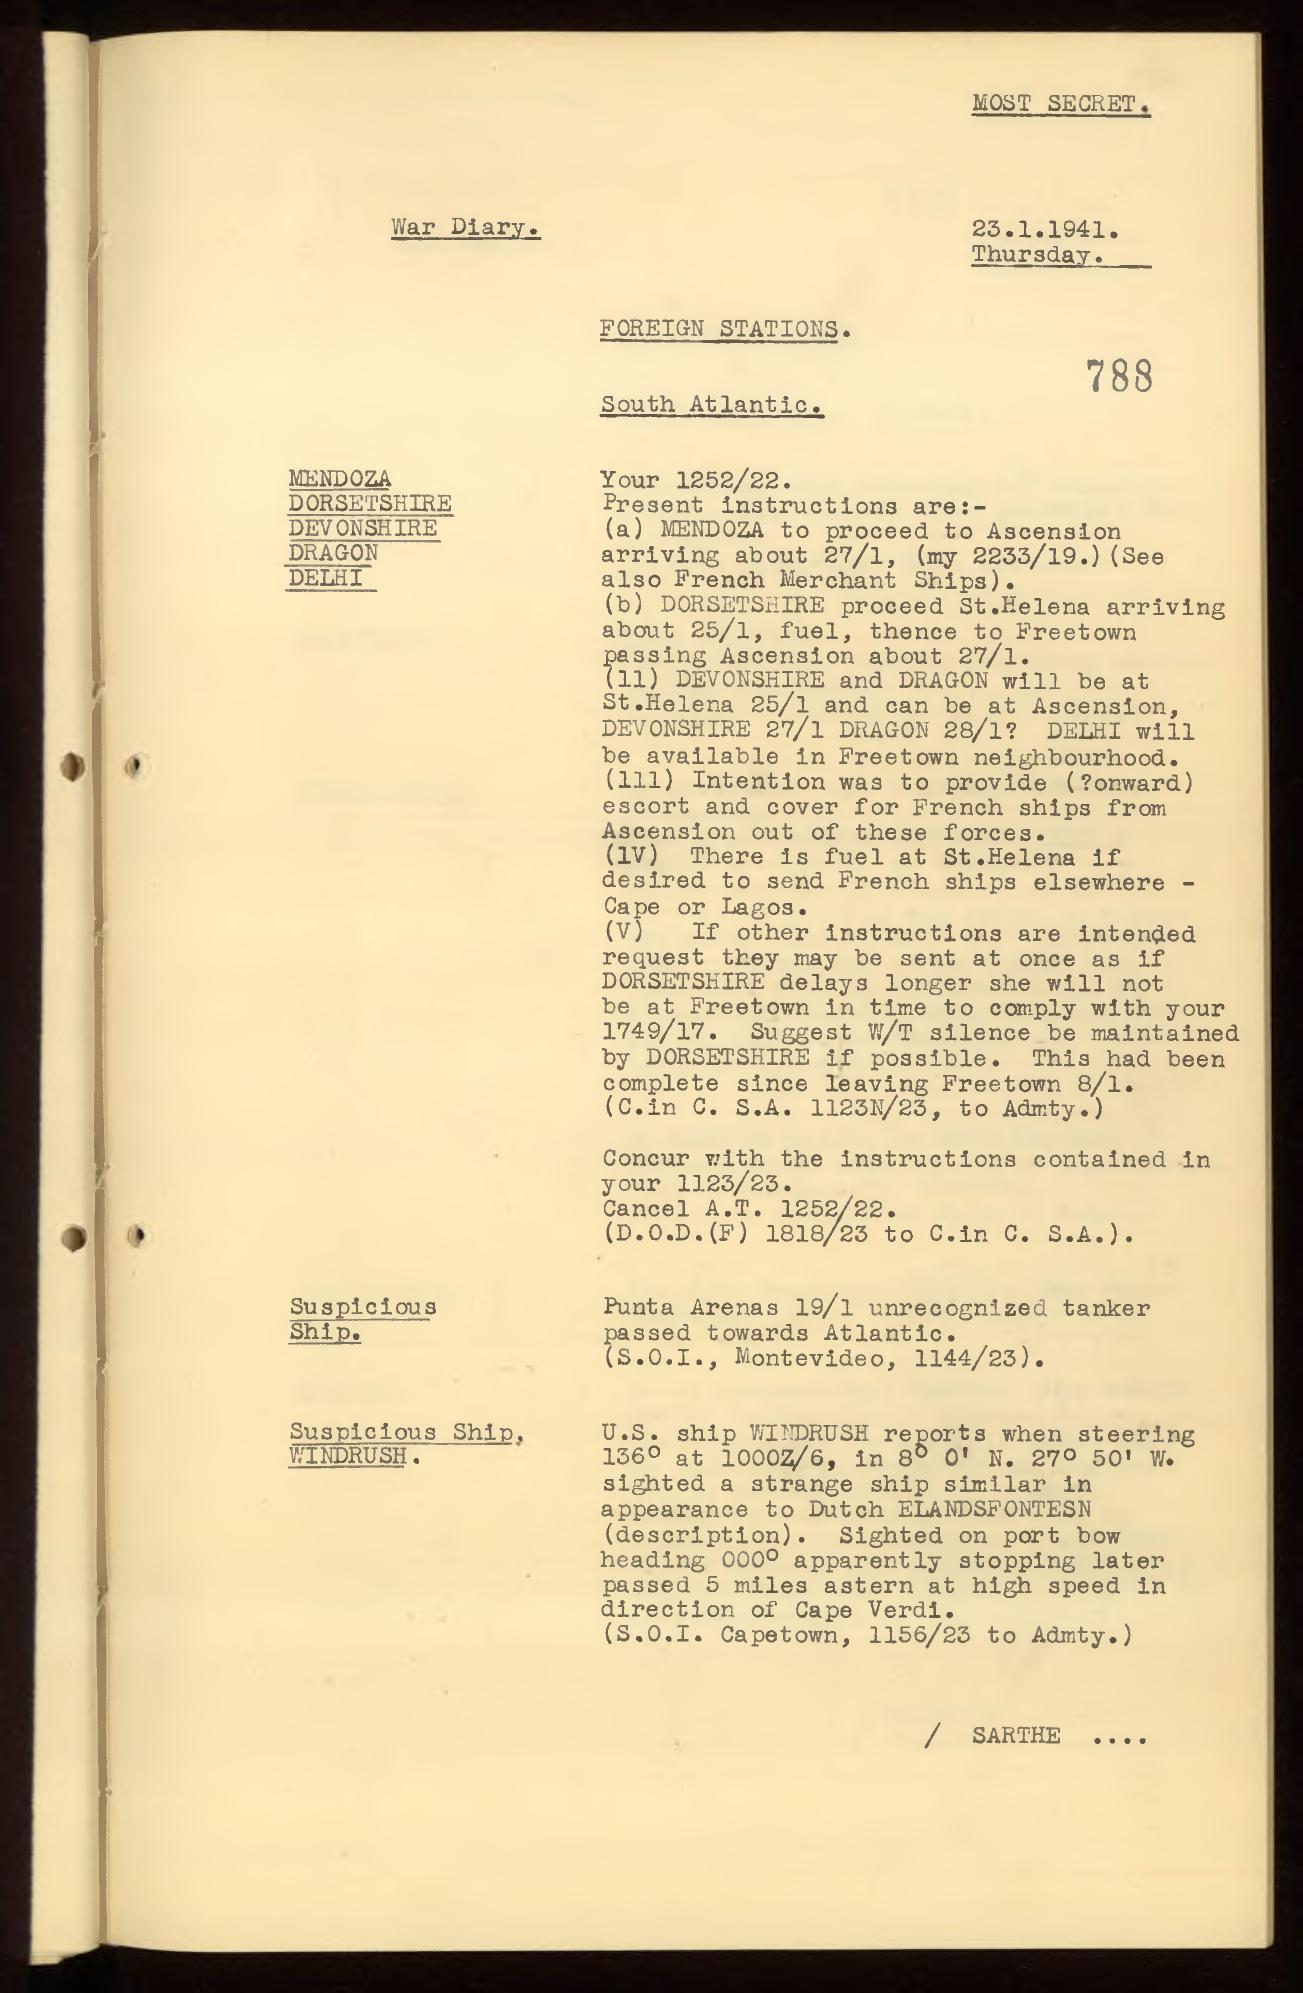 MOST SECRET.
War Diary.
23.1.1941.
Thursday.
FOREIGN STATIONS.
788
South Atlantic.
MENDOZA
DORSETSHIRE
DEVONSHIRE
DRAGON
DELHI
Your 1252/22.
Present instructions are:-
(a) MENDOZA to proceed to Ascension
arriving about 27/1, (my 2233/19.) (See
also French Merchant Ships).
(b) DORSETSHIRE proceed St.Helena arriving
about 25/1, fuel, thence to Freetown
passing Ascension about 27/1.
(11) DEVONSHIRE and DRAGON will be at
St.Helena 25/1 and can be at Ascension,
DEVONSHIRE 27/1 DRAGON 28/1? DELHI will
be available in Freetown neighbourhood.
(111) Intention was to provide (?onward)
escort and cover for French ships from
Ascension out of these forces.
(1V) There is fuel at St.Helena if
desired to send French ships elsewhere -
Cape or Lagos.
(V) If other instructions are intended
request they may be sent at once as if
DORSETSHIRE delays longer she will not
be at Freetown in time to comply with your
1749/17. Suggest W/T silence be maintained
by DORSETSHIRE if possible. This had been
complete since leaving Freetown 8/1.
(C.in C. S.A. 1123N/23, to Admty.)
Concur with the instructions contained in
your 1123/23.
Cancel A.T. 1252/22.
(D.O.D.(F) 1818/23 to C.in C. S.A.).
Suspicious
Ship.
Punta Arenas 19/1 unrecognized tanker
passed towards Atlantic.
(S.O.I., Montevideo, 1144/23).
Suspicious Ship,
WINDRUSH.
U.S. ship WINDRUSH reports when steering
136° at 1000Z/6, in 8° 0' N. 27° 50' W.
sighted a strange ship similar in
appearance to Dutch ELANDSFONTESN
(description). Sighted on port bow
heading 000° apparently stopping later
passed 5 miles astern at high speed in
direction of Cape Verdi.
(S.O.I. Capetown, 1156/23 to Admty.)
/ SARTHE ....